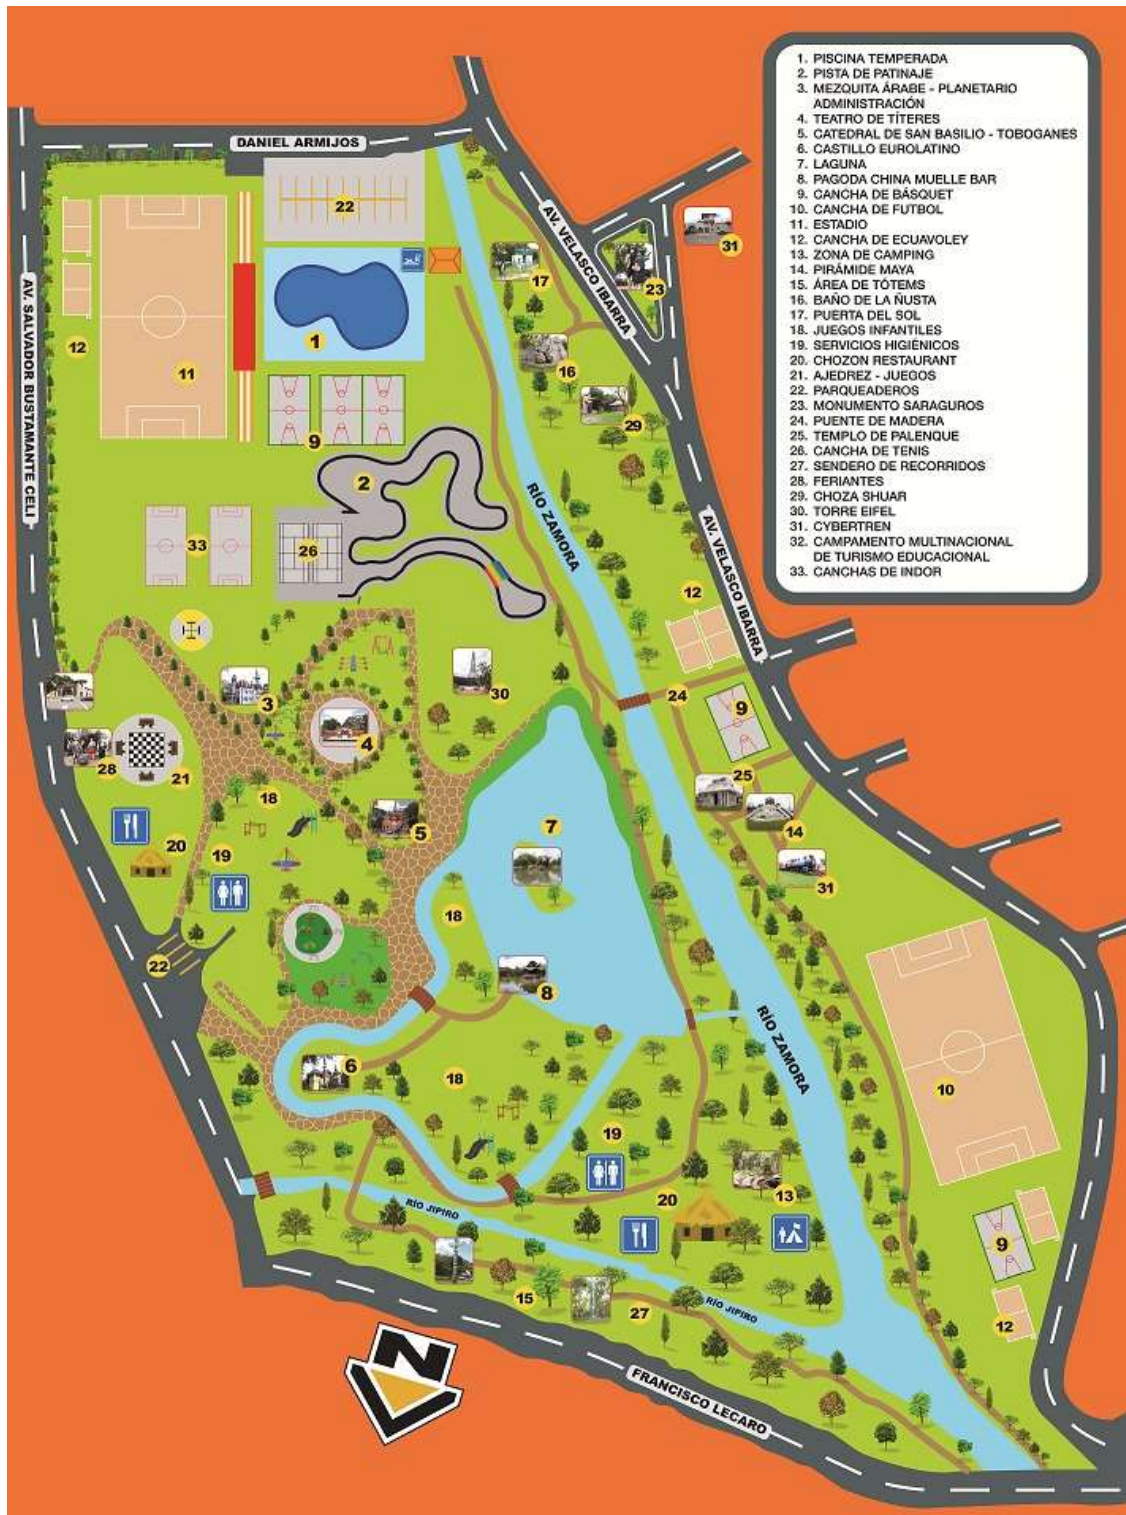 1. PISCINA TEMPERADA
2. PISTA DE PATINAJE
3. MEZQUITA ÁRABE - PLANETARIO
ADMINISTRACIÓN
4. TEATRO DE TÍTERES
5. CATEDRAL DE SAN BASILIO - TOBOGANES
6. CASTILLO EUROLATINO
7. LAGUNA
8. PAGODA CHINA MUELLE BAR
9. CANCHA DE BÁSQUET
10. CANCHA DE FUTBOL
11. ESTADIO
12. CANCHA DE ECUAVOLEY
13. ZONA DE CAMPING
14. PIRÁMIDE MAYA
15. ÁREA DE TÓTEMS
16. BAÑO DE LA ÑUSTA
17. PUERTA DEL SOL
18. JUEGOS INFANTILES
19. SERVICIOS HIGIÉNICOS
20. CHOZON RESTAURANT
21. AJEDREZ - JUEGOS
22. PARQUEADEROS
23. MONUMENTO SARAGUROS
24. PUENTE DE MADERA
25. TEMPLO DE PALENQUE
26. CANCHA DE TENIS
27. SENDERO DE RECORRIDOS
28. FERIANTES
29. CHOZA SHUAR
30. TORRE EIFEL
31. CYBERTREN
32. CAMPAMENTO MULTINACIONAL
DE TURISMO EDUCACIONAL
33. CANCHAS DE INDOR
DANIEL ARMIJOS
22
AV. VELASCO IBARRA
31
17
23
AV. SALVADOR BUSTAMANTE CELI
1
12
11
16
29
9
2
RÍO ZAMORA
33
26
AV. VELASCO IBARRA
12
3
30
24
9
4
28
21
18
25
5
7
14
20
19
31
18
22
8
RÍO ZAMORA
6
18
10
19
20
13
RÍO JIPIRO
9
15
27
RÍO JIPIRO
12
N
FRANCISCO LECARO